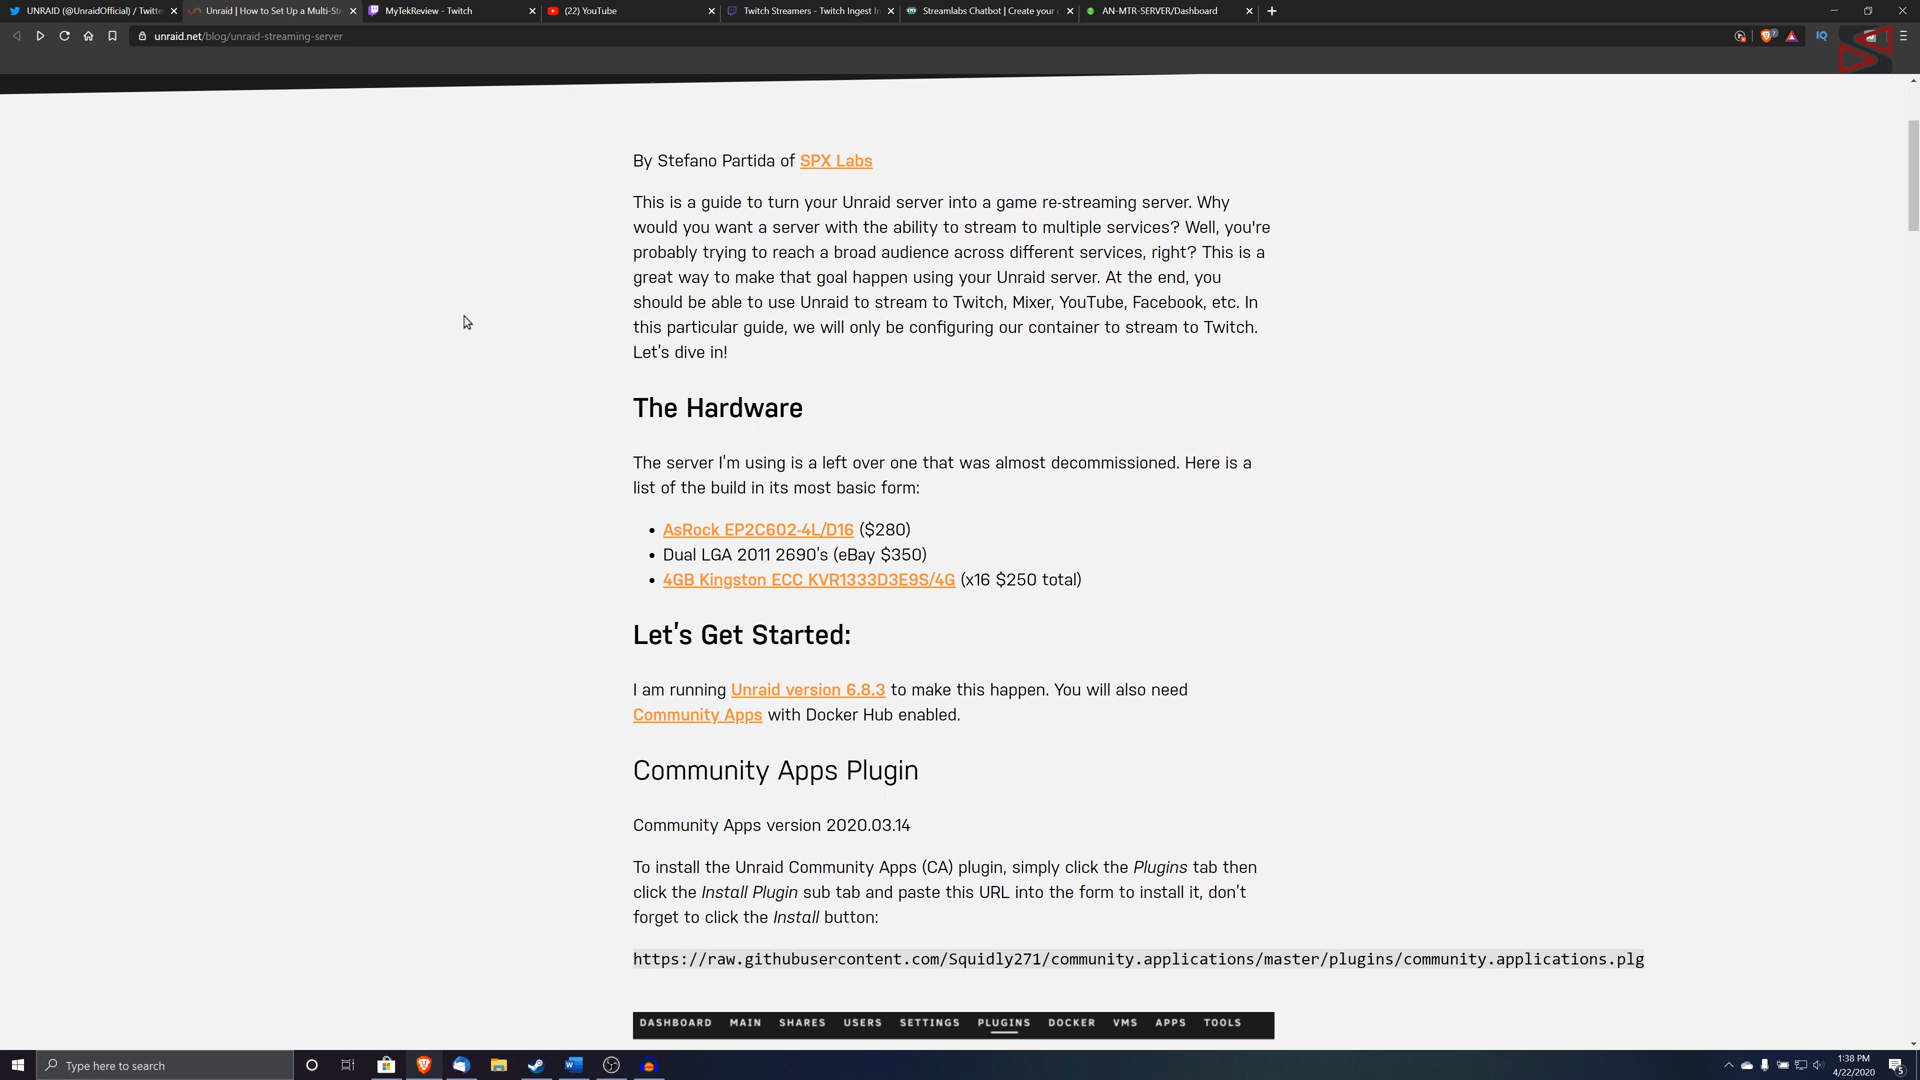 UNRAID (@UnraidOfficial) / Twitte
Unraid | How to Set Up a Multi-Str
MyTekReview - Twitch
(22) YouTube
Twitch Streamers - Twitch Ingest In
Streamlabs Chatbot | Create your c
AN-MTR-SERVER/Dashboard
unraid.net/blog/unraid-streaming-server
IQ
By Stefano Partida of SPX Labs
This is a guide to turn your Unraid server into a game re-streaming server. Why
would you want a server with the ability to stream to multiple services? Well, you're
probably trying to reach a broad audience across different services, right? This is a
great way to make that goal happen using your Unraid server. At the end, you
should be able to use Unraid to stream to Twitch, Mixer, YouTube, Facebook, etc. In
this particular guide, we will only be configuring our container to stream to Twitch.
Let's dive in!
The Hardware
The server I'm using is a left over one that was almost decommissioned. Here is a
list of the build in its most basic form:
• AsRock EP2C602-4L/D16 ($280)
• Dual LGA 2011 2690's (eBay $350)
• 4GB Kingston ECC KVR1333D3E9S/4G (x16 $250 total)
Let's Get Started:
I am running Unraid version 6.8.3 to make this happen. You will also need
Community Apps with Docker Hub enabled.
Community Apps Plugin
Community Apps version 2020.03.14
To install the Unraid Community Apps (CA) plugin, simply click the Plugins tab then
click the Install Plugin sub tab and paste this URL into the form to install it, don't
forget to click the Install button:
https://raw.githubusercontent.com/Squidly271/community.applications/master/plugins/community.applications.plg
DASHBOARD MAIN SHARES USERS SETTINGS PLUGINS DOCKER VMS APPS TOOLS
Type here to search
1:38 PM
4/22/2020
5